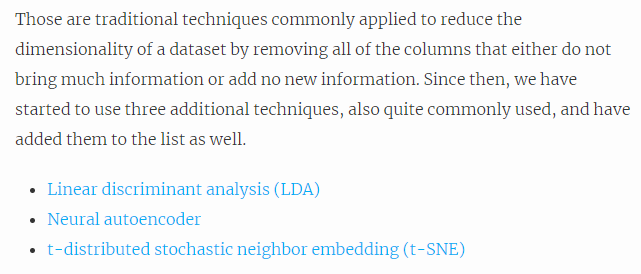 Those are traditional techniques commonly applied to reduce the
dimensionality of a dataset by removing all of the columns that either do not
bring much information or add no new information. Since then, we have
started to use three additional techniques, also quite commonly used, and have
added them to the list as well.
• Linear discriminant analysis (LDA)
• Neural autoencoder
• t-distributed stochastic neighbor embedding (t-SNE)